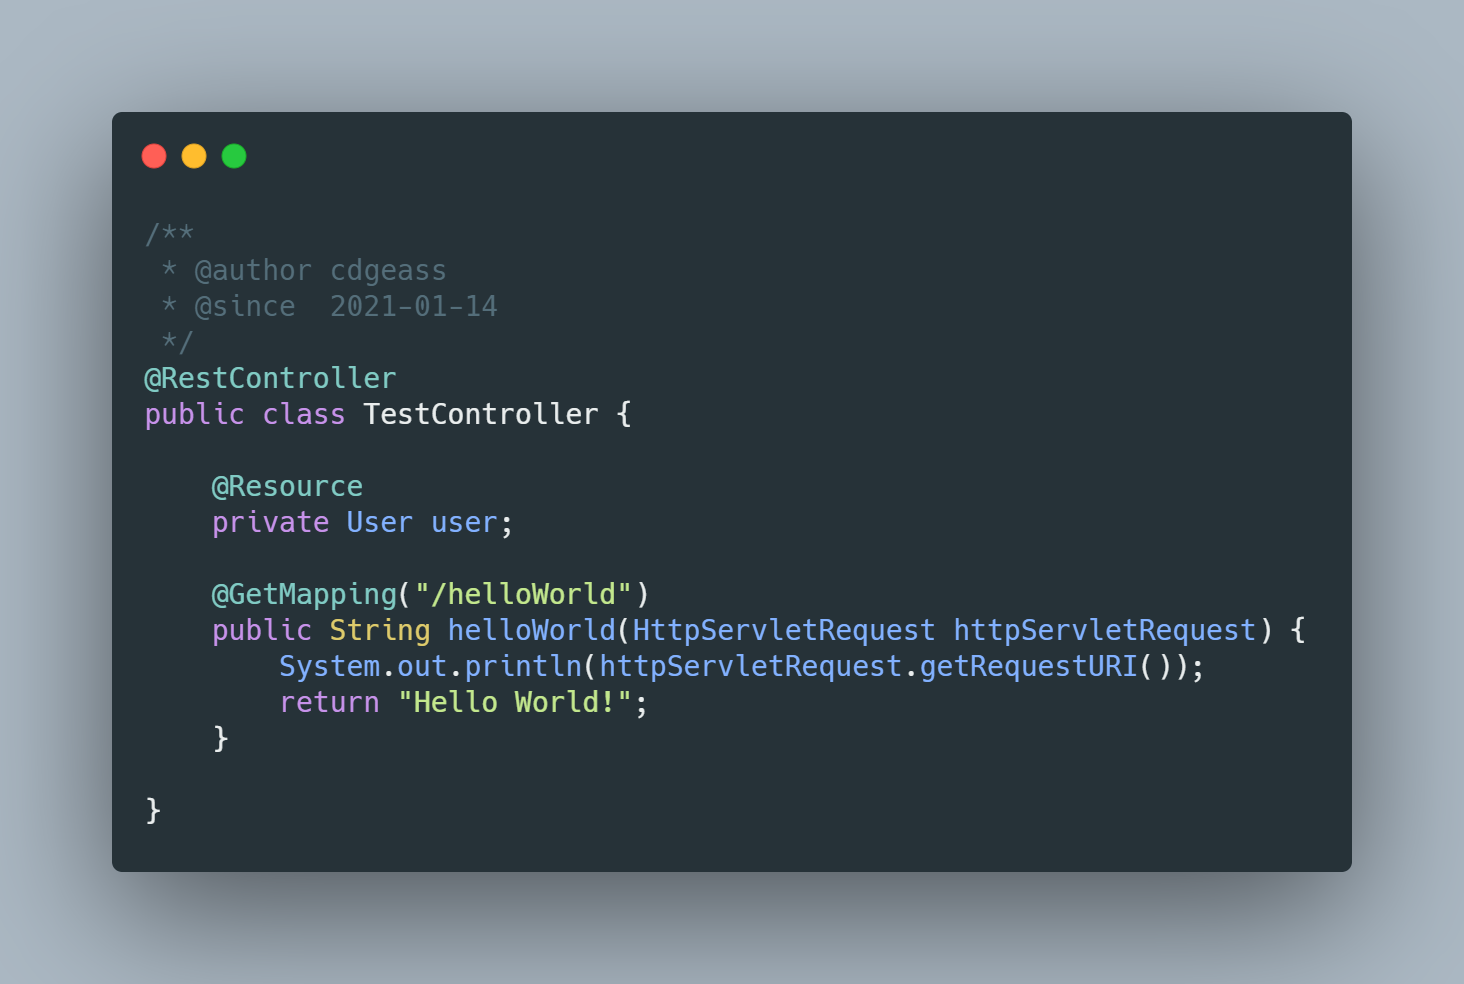 /**
 * @author cdgeass
 * @since  2021-01-14
 */
@RestController
public class TestController {

    @Resource
    private User user;

    @GetMapping("/helloWorld")
    public String helloWorld(HttpServletRequest httpServletRequest) {
        System.out.println(httpServletRequest.getRequestURI());
        return "Hello World!";
    }

}